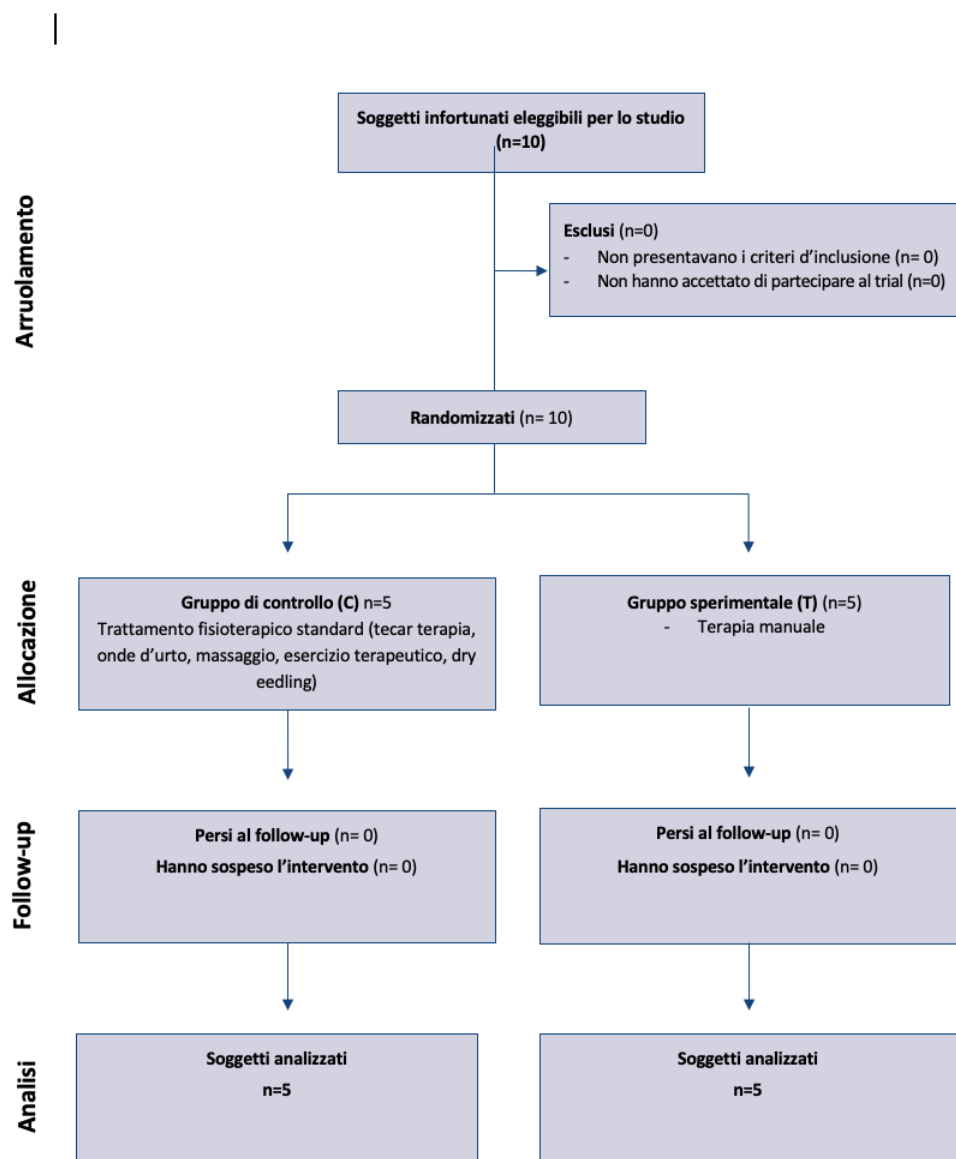 Arruolamento
Soggetti infortunati eleggibili per lo studio
(n=10)
Esclusi (n=0)
- Non presentavano i criteri d’inclusione (n= 0)
- Non hanno accettato di partecipare al trial (n=0)
Randomizzati (n= 10)
Allocazione
Gruppo di controllo (C) n=5
Trattamento fisioterapico standard (tecar terapia,
onde d’urto, massaggio, esercizio terapeutico, dry
eedling)
Gruppo sperimentale (T) (n=5)
- Terapia manuale
Follow-up
Persi al follow-up (n= 0)
Hanno sospeso l’intervento (n= 0)
Persi al follow-up (n= 0)
Hanno sospeso l’intervento (n= 0)
Analisi
Soggetti analizzati
n=5
Soggetti analizzati
n=5